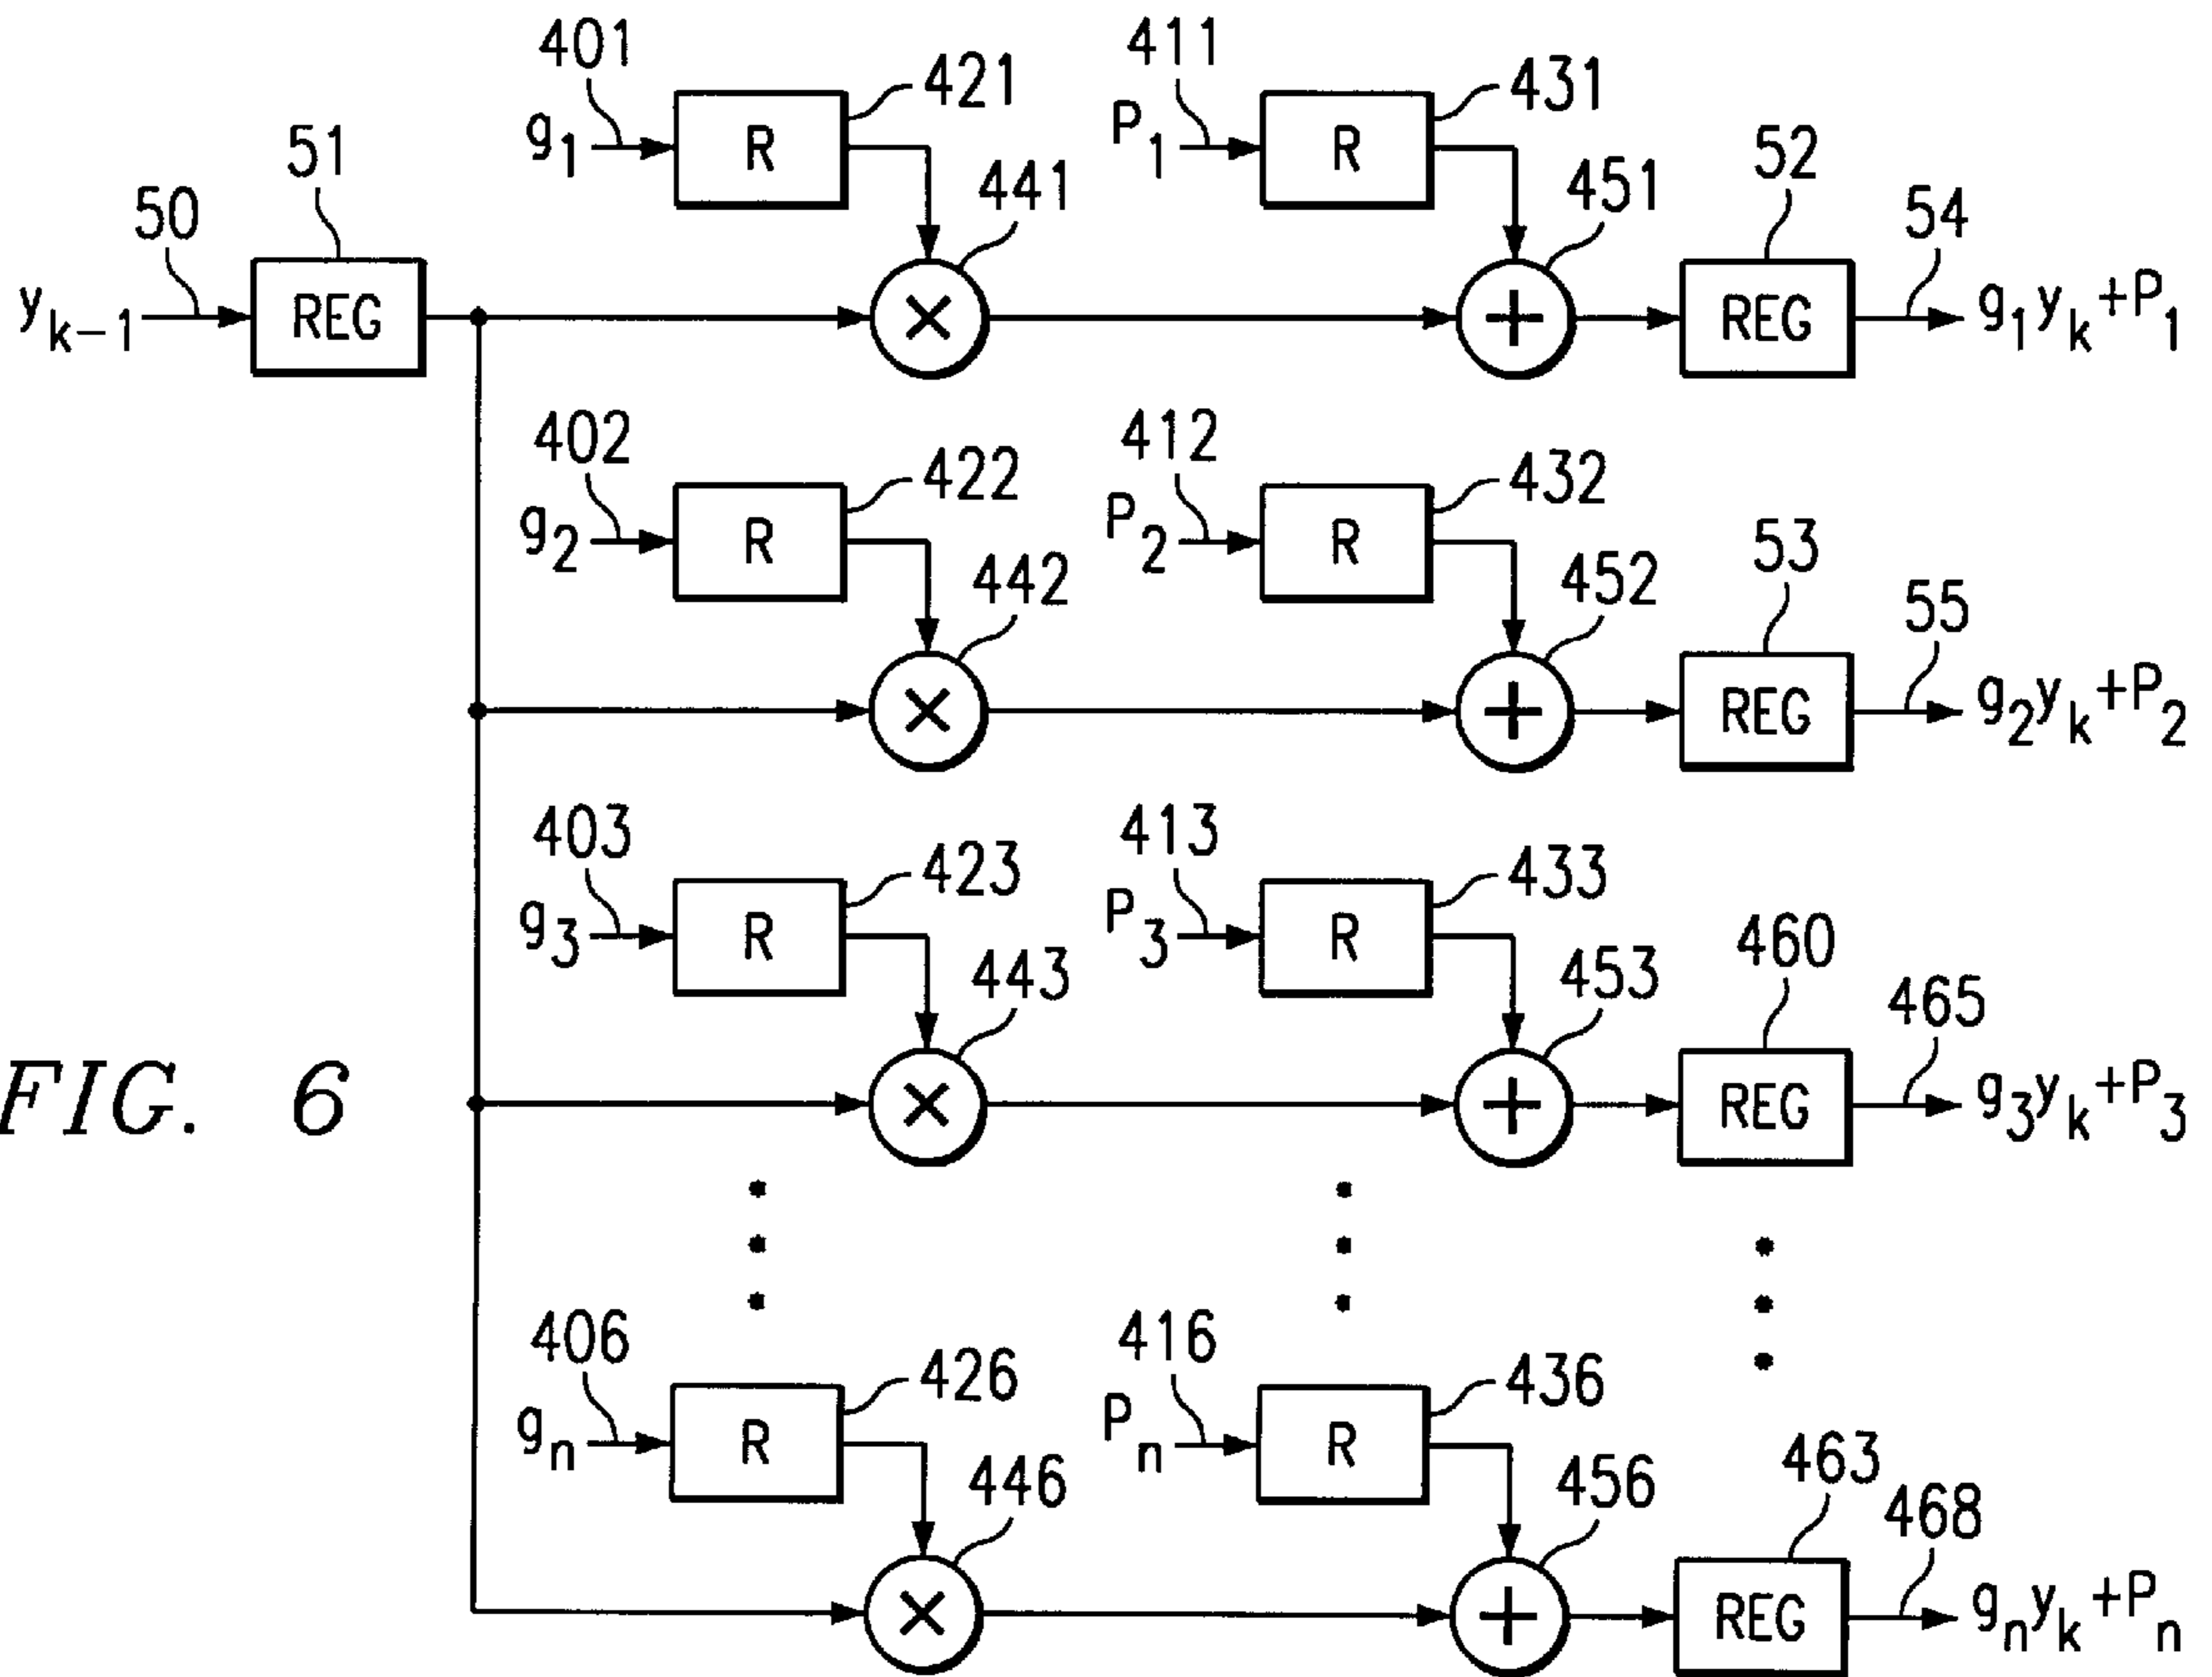 401
421
411
431
g1
R
P1
R
51
441
451
52
50
54
yk-1
REG
×
+
REG
g1yk+P1
402
422
412
432
g2
R
P2
R
53
442
452
55
×
+
REG
g2yk+P2
403
423
413
433
g3
R
P3
R
460
443
453
465
FIG. 6
×
+
REG
g3yk+P3
406
426
416
436
gn
R
Pn
R
463
446
456
468
×
+
REG
gnyk+Pn